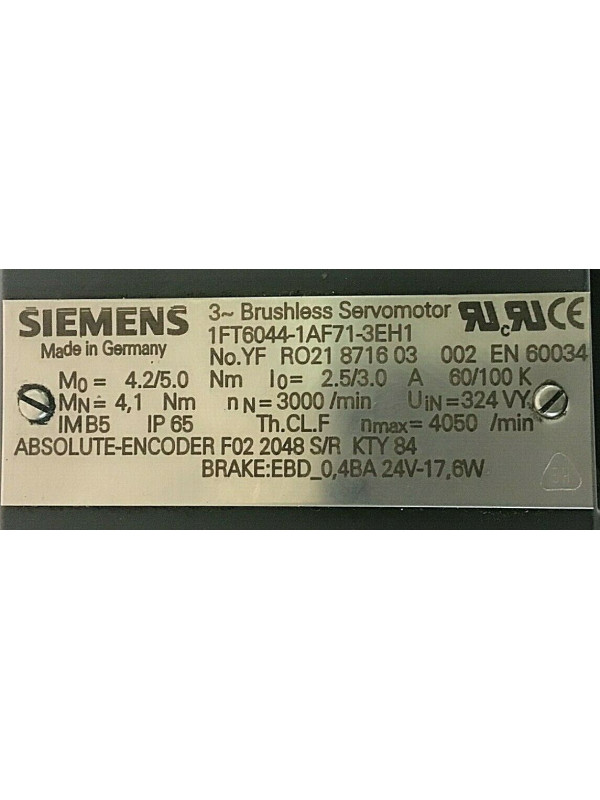 SIEMENS
Made in Germany
3~ Brushless Servomotor
1FT6044-1AF71-3EH1
No.YF RO21 8716 03 002 EN 60034
M0 = 4.2/5.0 Nm I0 = 2.5/3.0 A 60/100 K
MN = 4,1 Nm nN = 3000 /min UiN = 324 VY
IM B5 IP 65 Th.CL.F nmax = 4050 /min
ABSOLUTE-ENCODER F02 2048 S/R KTY 84
BRAKE:EBD_0,4BA 24V-17,6W